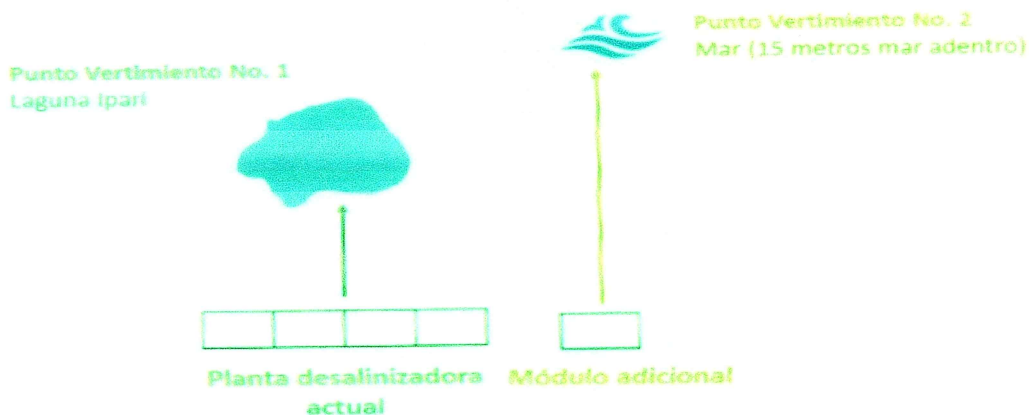 Punto Vertimiento No. 2
Mar (15 metros mar adentro)
Punto Vertimiento No. 1
Laguna Ipari
Planta desalinizadora
actual
Módulo adicional